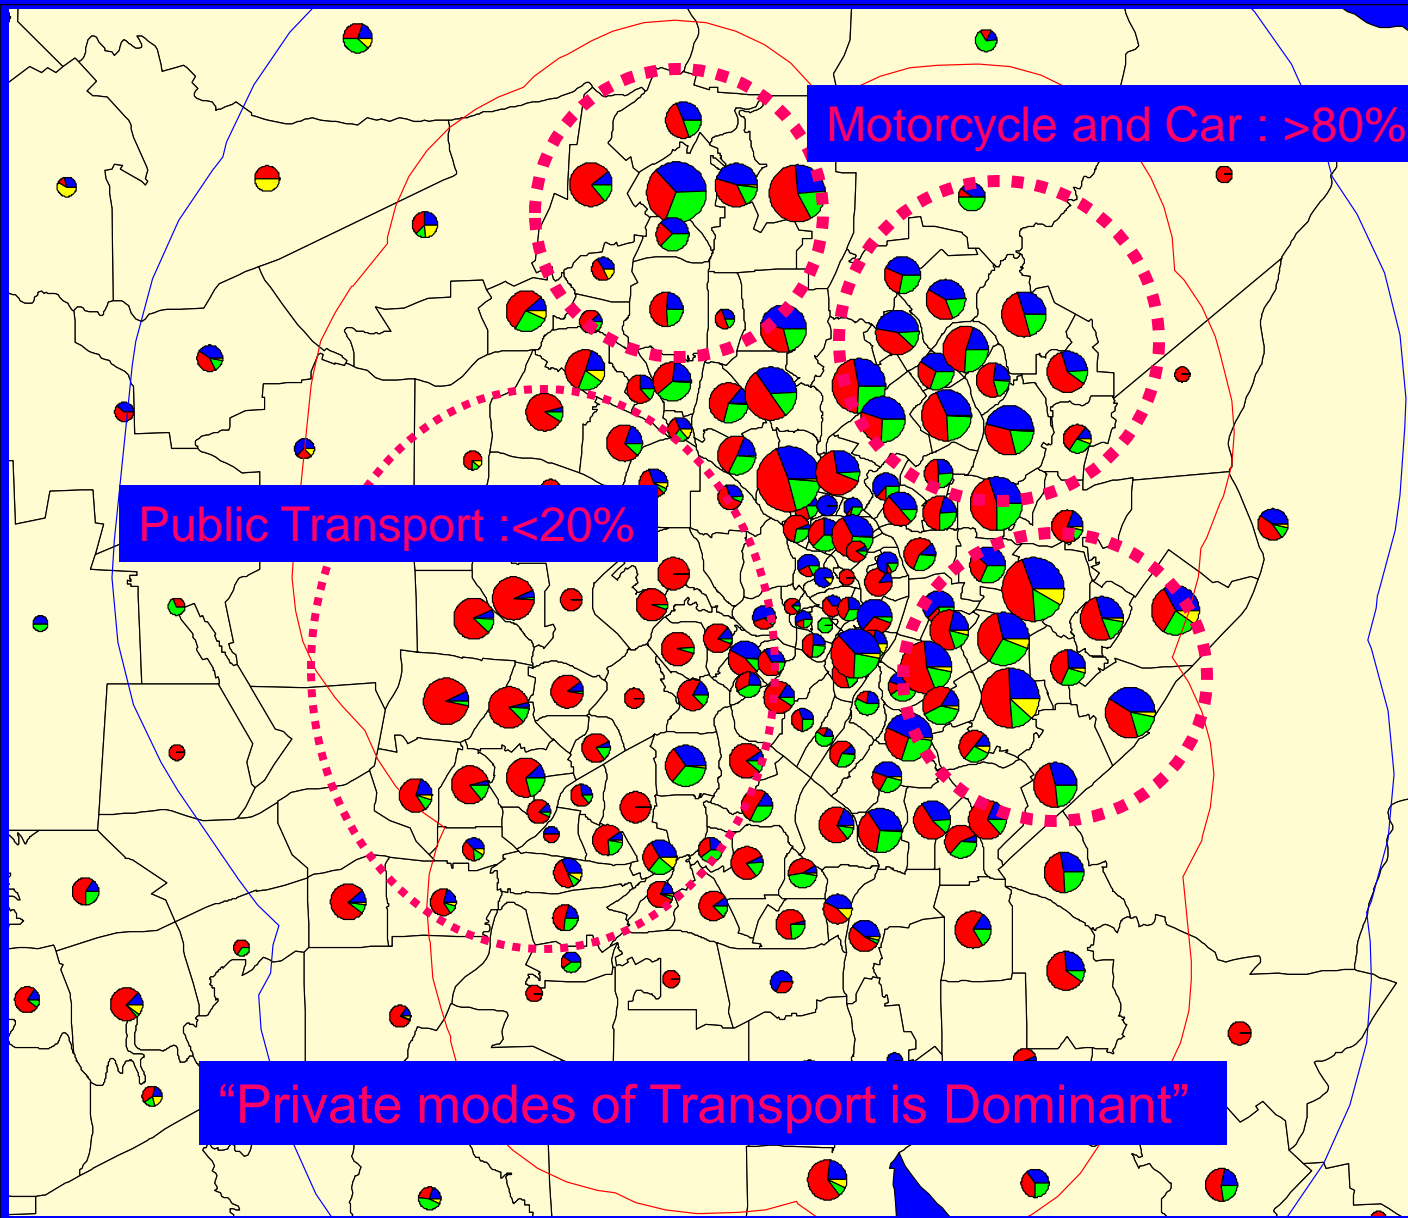 Motorcycle and Car : >80%
Public Transport :<20%
“Private modes of Transport is Dominant”